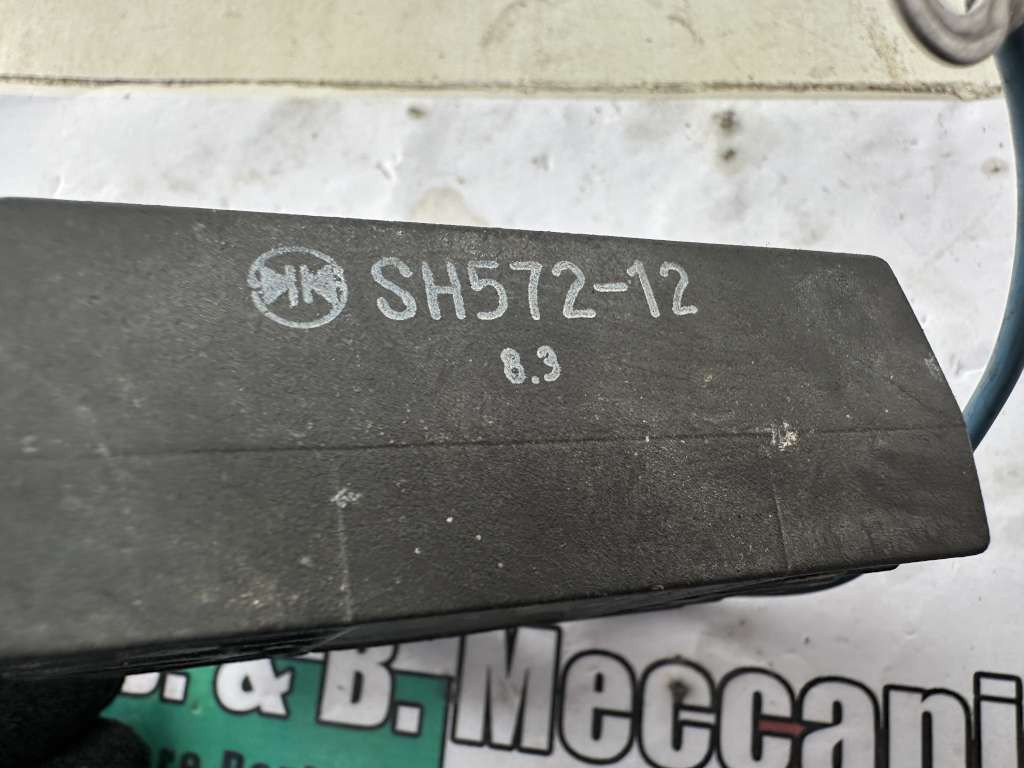 SH572-12
8.3
& B. Meccani